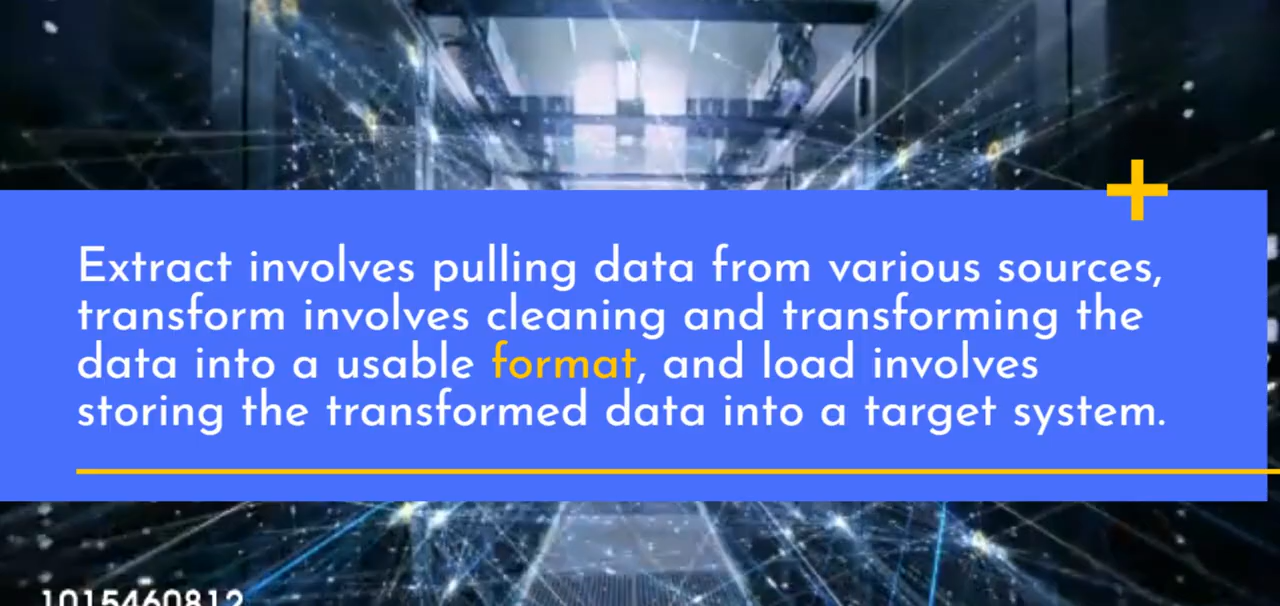 Extract involves pulling data from various sources,
transform involves cleaning and transforming the
data into a usable format, and load involves
storing the transformed data into a target system.
1015460812